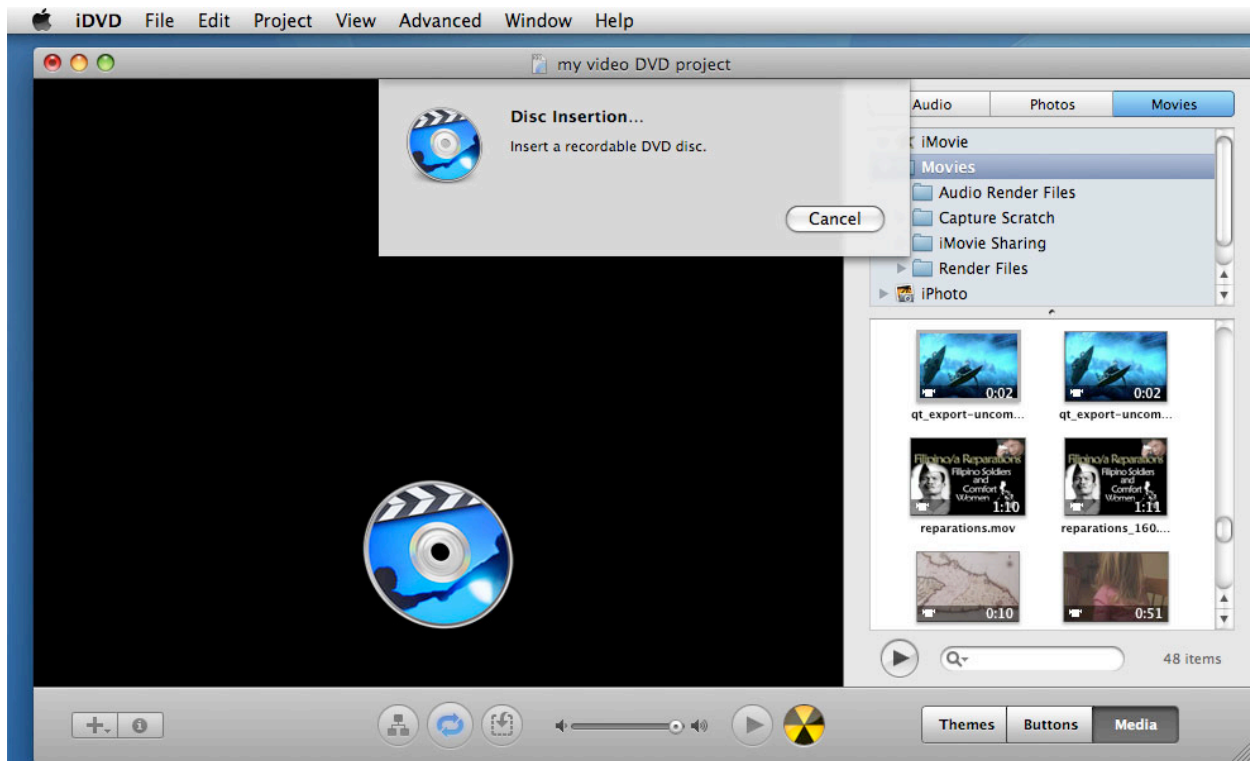 iDVD File Edit Project View Advanced Window Help
my video DVD project
Disc Insertion...
Insert a recordable DVD disc.
Cancel
Audio Photos Movies
iMovie
Movies
Audio Render Files
Capture Scratch
iMovie Sharing
Render Files
iPhoto
0:02 0:02
qt_export-uncom... qt_export-uncom...
Filipino/a Reparations Filipino/a Reparations
Filipino Soldiers Filipino Soldiers
and and
Comfort Comfort
Women Women
1:10 1:11
reparations.mov reparations_160....
0:10 0:51
48 items
Themes Buttons Media